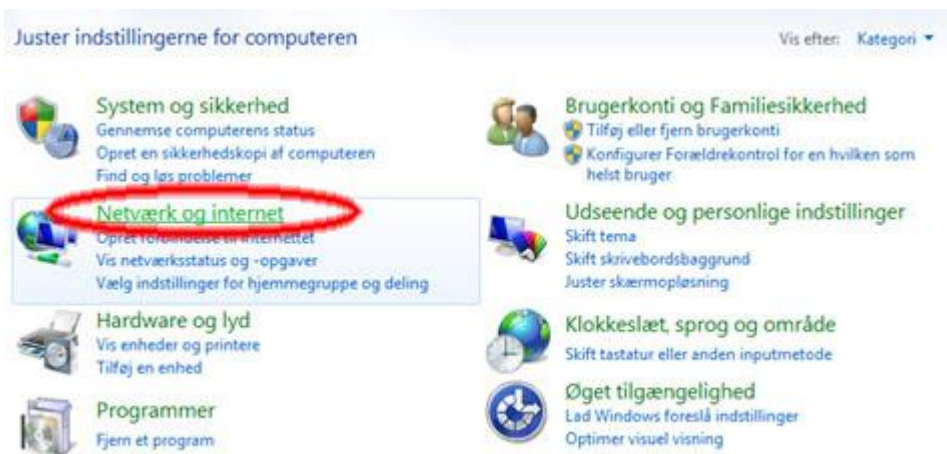 Juster indstillingerne for computeren
Vis efter: Kategori
System og sikkerhed
Gennemse computerens status
Opret en sikkerhedskopi af computeren
Find og løs problemer
Netværk og internet
Opret forbindelse til internettet
Vis netværksstatus og -opgaver
Vælg indstillinger for hjemmegruppe og deling
Hardware og lyd
Vis enheder og printere
Tilføj en enhed
Programmer
Fjern et program
Brugerkonti og Familiesikkerhed
Tilføj eller fjern brugerkonti
Konfigurer Forældrekontrol for en hvilken som
helst bruger
Udseende og personlige indstillinger
Skift tema
Skift skrivebordsbaggrund
Juster skærmopløsning
Klokkeslæt, sprog og område
Skift tastatur eller anden inputmetode
Øget tilgængelighed
Lad Windows foreslå indstillinger
Optimer visuel visning